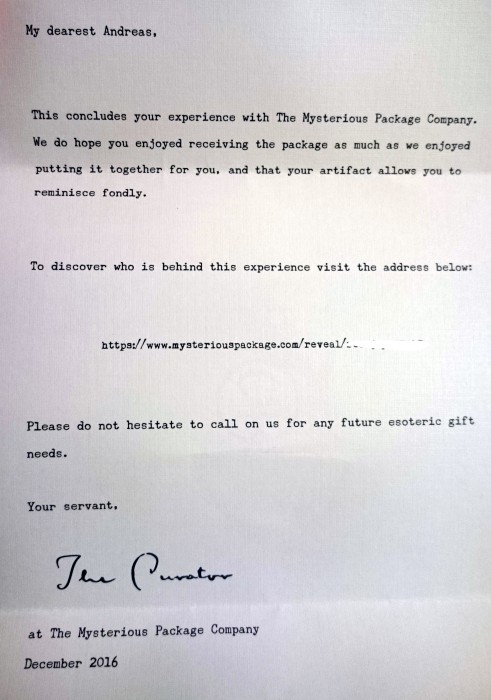 My dearest Andreas,
This concludes your experience with The Mysterious Package Company.
We do hope you enjoyed receiving the package as much as we enjoyed
putting it together for you, and that your artifact allows you to
reminisce fondly.
To discover who is behind this experience visit the address below:
https://www.mysteriouspackage.com/reveal/
Please do not hesitate to call on us for any future esoteric gift
needs.
Your servant,
The Curator
at The Mysterious Package Company
December 2016